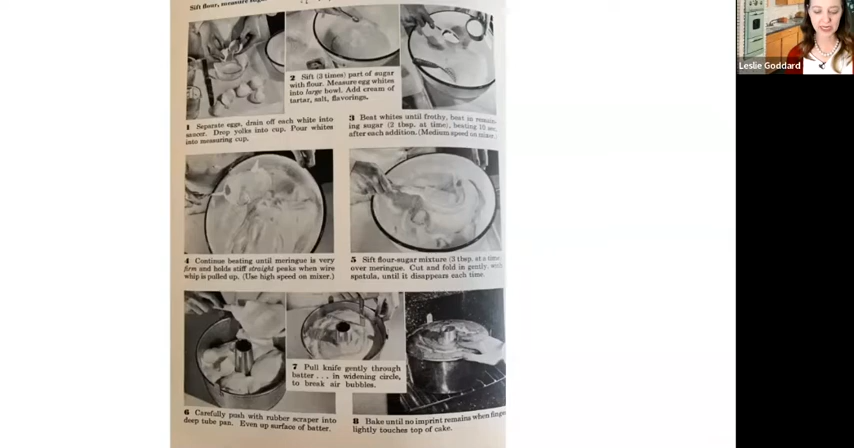 Sift flour, measure sugar
Leslie Goddard
2 Sift (3 times) part of sugar
with flour. Measure egg whites
into large bowl. Add cream of
tartar, salt, flavorings.
1 Separate eggs, drain off each white into
saucer. Drop yolks into cup. Pour whites
into measuring cup.
3 Beat whites until frothy, beat in remain-
ing sugar (2 tbsp. at time), beating 10 sec.
after each addition. (Medium speed on mixer.)
4 Continue beating until meringue is very
firm and holds stiff straight peaks when wire
whip is pulled up. (Use high speed on mixer.)
5 Sift flour-sugar mixture (3 tbsp. at a time)
over meringue. Cut and fold in gently, with
spatula, until it disappears each time.
7 Pull knife gently through
batter . . . in widening circle,
to break air bubbles.
6 Carefully push with rubber scraper into
deep tube pan. Even up surface of batter.
8 Bake until no imprint remains when finger
lightly touches top of cake.